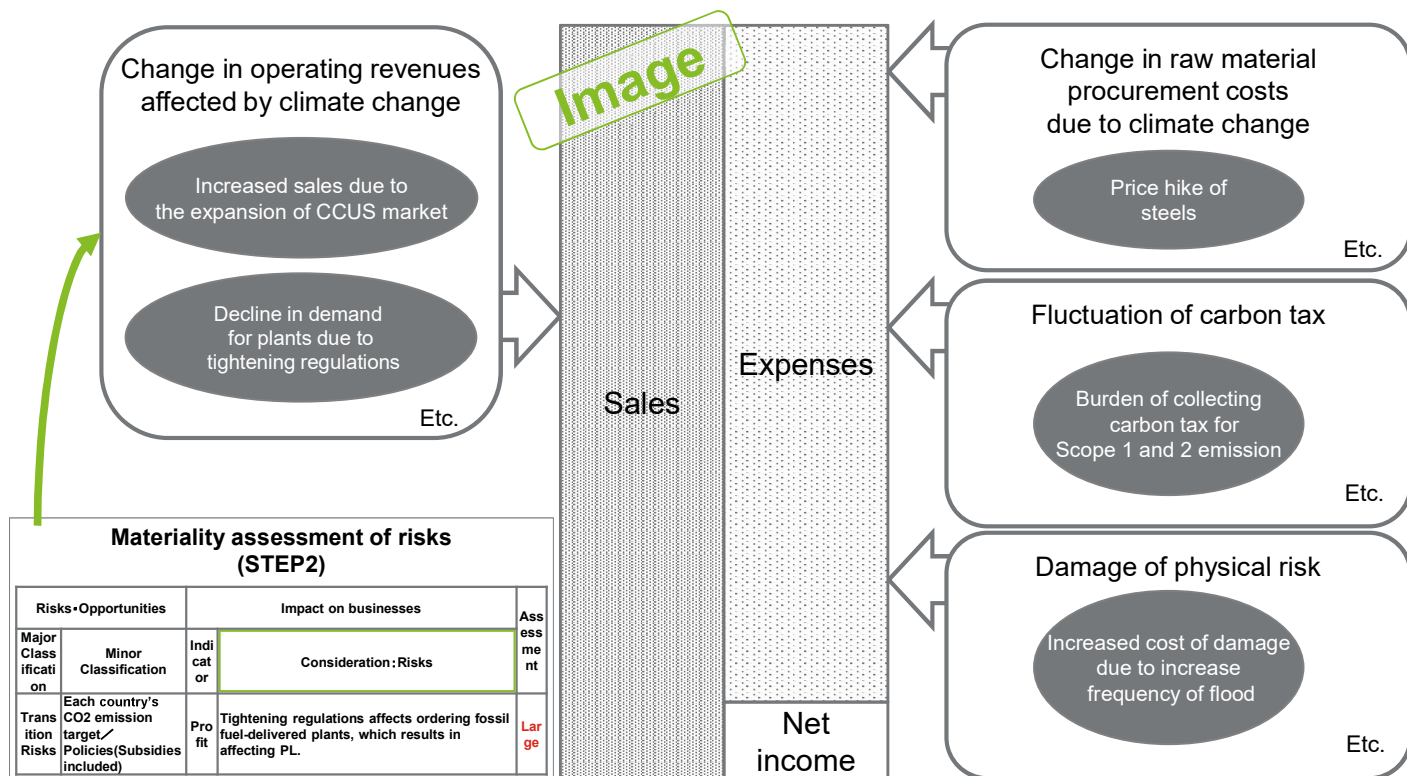 Change in operating revenues
affected by climate change
Increased sales due to
the expansion of CCUS market
Decline in demand
for plants due to
tightening regulations
Etc.
Image
Sales
Expenses
Net
income
Change in raw material
procurement costs
due to climate change
Price hike of
steels
Etc.
Fluctuation of carbon tax
Burden of collecting
carbon tax for
Scope 1 and 2 emission
Etc.
Damage of physical risk
Increased cost of damage
due to increase
frequency of flood
Etc.
Materiality assessment of risks
(STEP2)
Risks・Opportunities
Impact on businesses
Ass
ess
me
nt
Major
Class
ificati
on
Minor
Classification
Indi
cat
or
Consideration：Risks
Trans
ition
Risks
Each country's
CO2 emission
target／
Policies(Subsidies
included)
Pro
fit
Tightening regulations affects ordering fossil
fuel-delivered plants, which results in
affecting PL.
Lar
ge